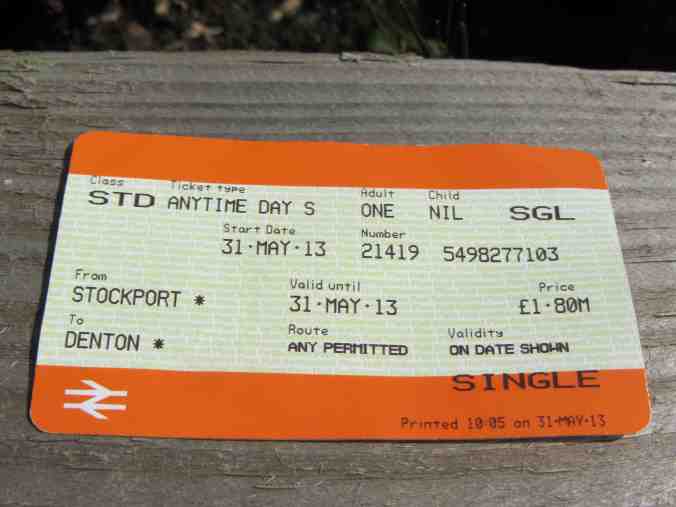 Class Ticket type Adult Child
STD ANYTIME DAY S ONE NIL SGL
Start Date Number
31·MAY·13 21419 5498277103
From Valid until Price
STOCKPORT * 31·MAY·13 £1·80M
To Route Validity
DENTON * ANY PERMITTED ON DATE SHOWN
SINGLE
Printed 10:05 on 31·MAY·13